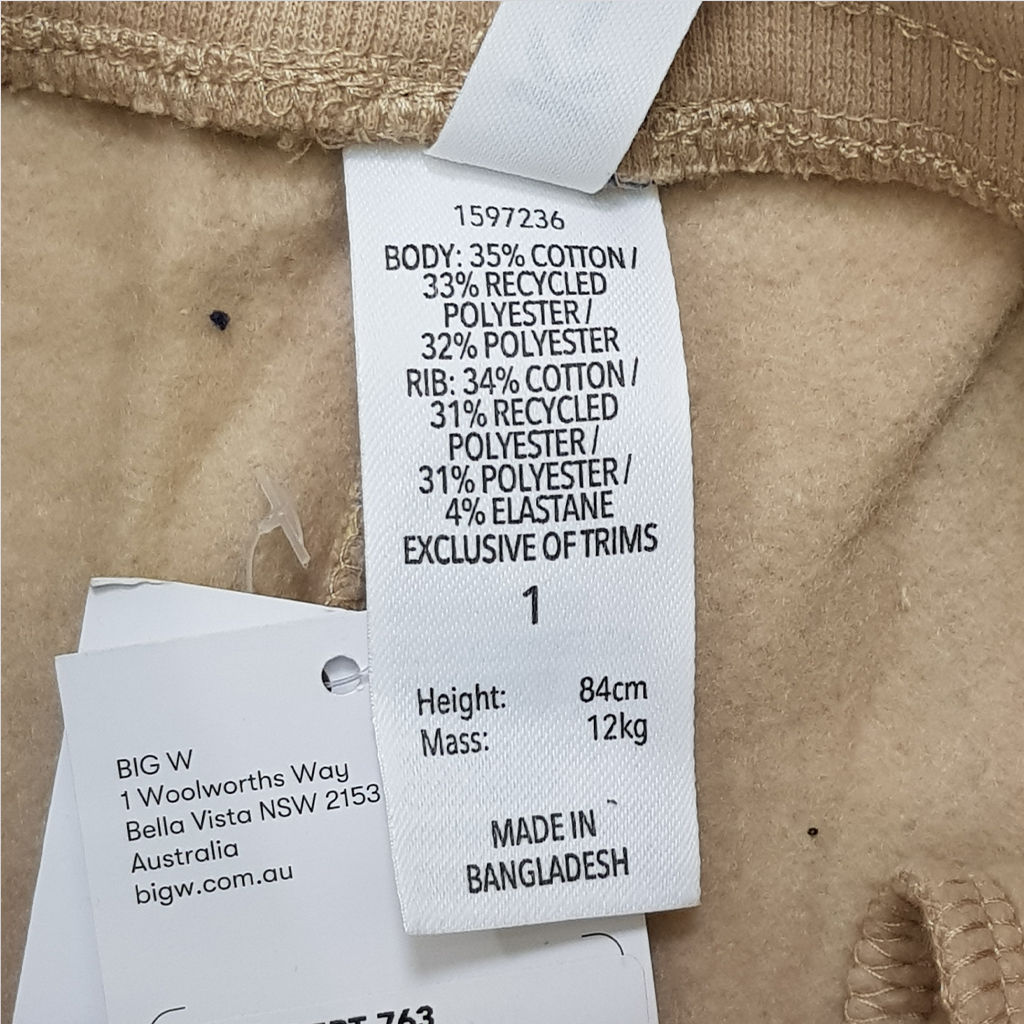 1597236
BODY: 35% COTTON /
33% RECYCLED
POLYESTER /
32% POLYESTER
RIB: 34% COTTON /
31% RECYCLED
POLYESTER /
31% POLYESTER /
4% ELASTANE
EXCLUSIVE OF TRIMS
1
Height: 84cm
Mass: 12kg
MADE IN
BANGLADESH
BIG W
1 Woolworths Way
Bella Vista NSW 2153
Australia
bigw.com.au
763